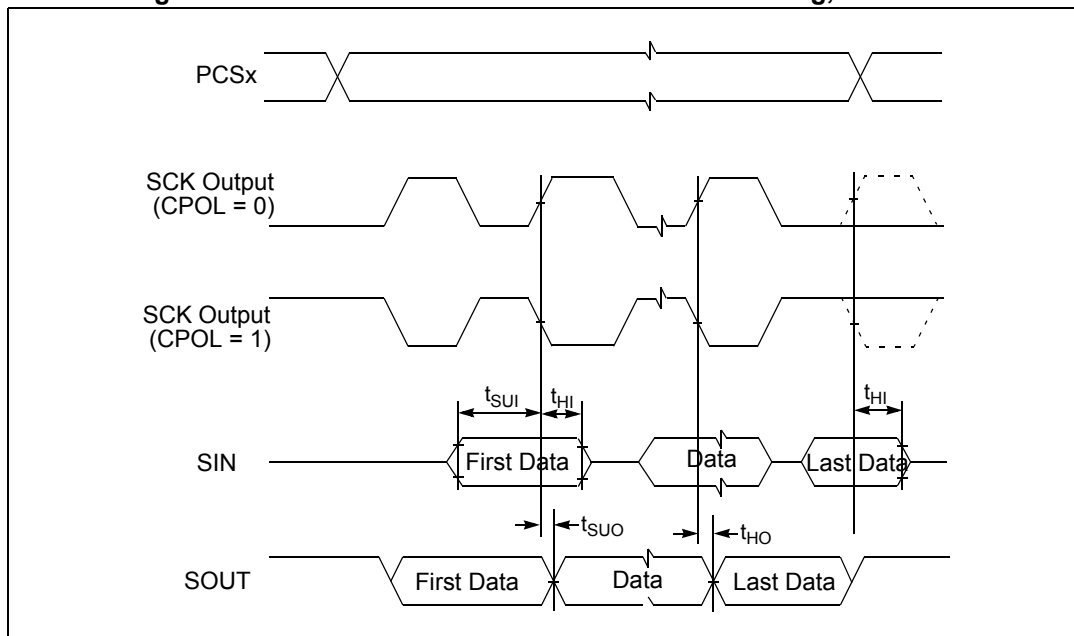 PCSx
SCK Output
(CPOL = 0)
SCK Output
(CPOL = 1)
tSUI
tHI
tHI
SIN
First Data
Data
Last Data
tSUO
tHO
SOUT
First Data
Data
Last Data